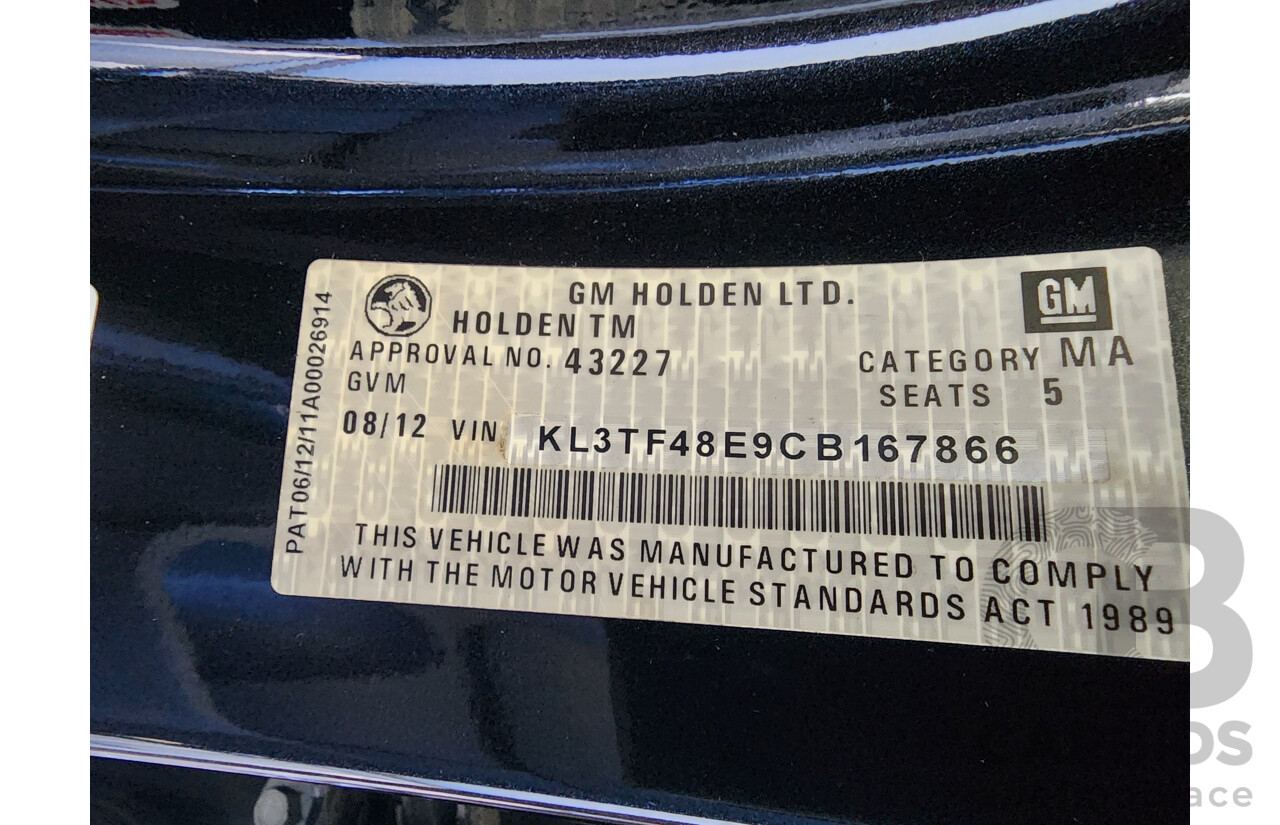 GM HOLDEN LTD.
GM
HOLDEN TM
APPROVAL NO. 43227
CATEGORY MA
GVM
SEATS 5
08/12 VIN KL3TF48E9CB167866
THIS VEHICLE WAS MANUFACTURED TO COMPLY
WITH THE MOTOR VEHICLE STANDARDS ACT 1989
PAT06/12/11A00026914